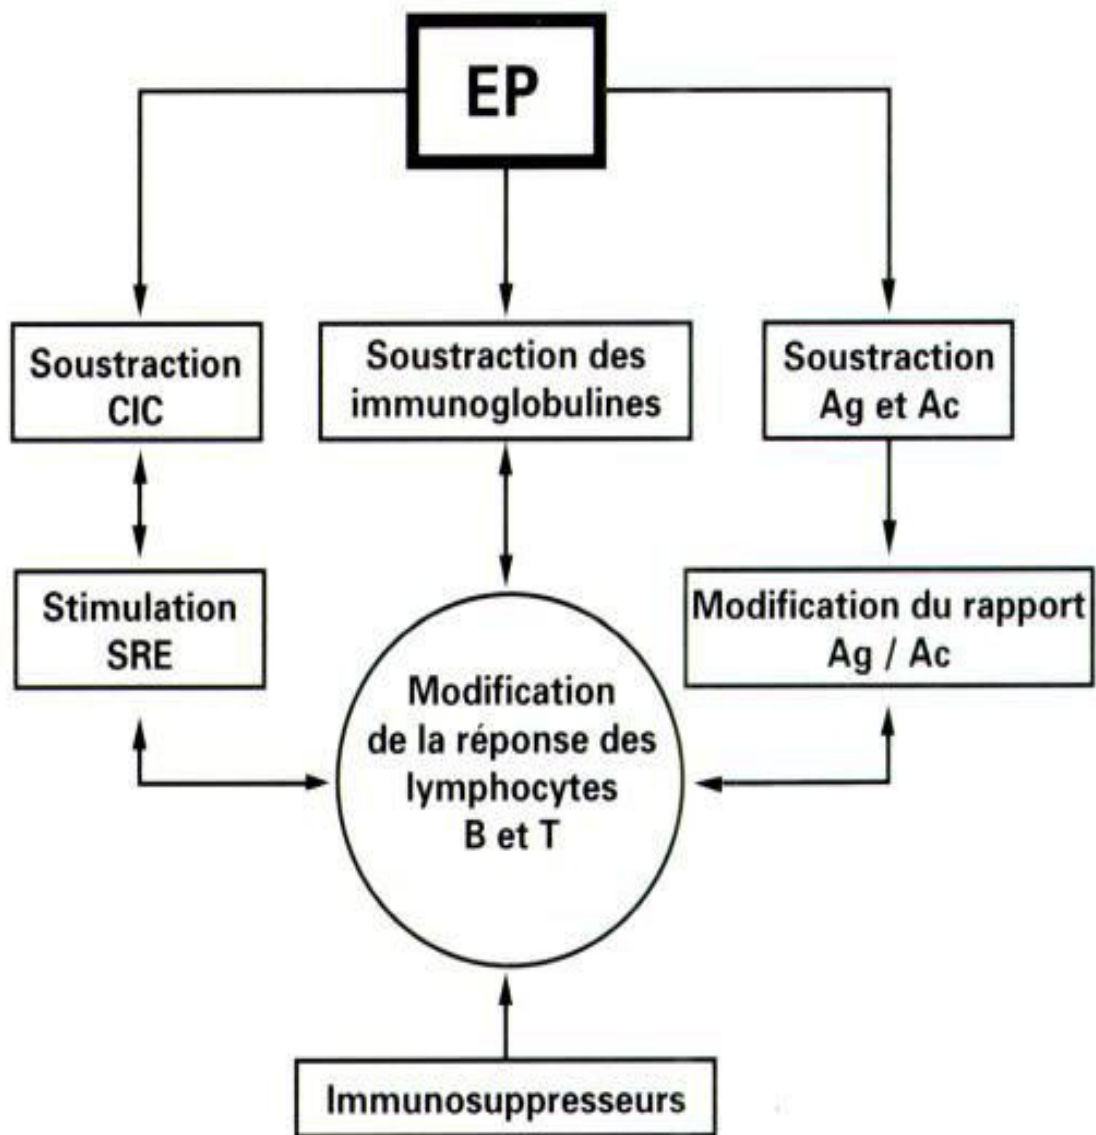 EP
Soustraction
CIC
Soustraction des
immunoglobulines
Soustraction
Ag et Ac
Stimulation
SRE
Modification
de la réponse des
lymphocytes
B et T
Modification du rapport
Ag / Ac
Immunosuppresseurs